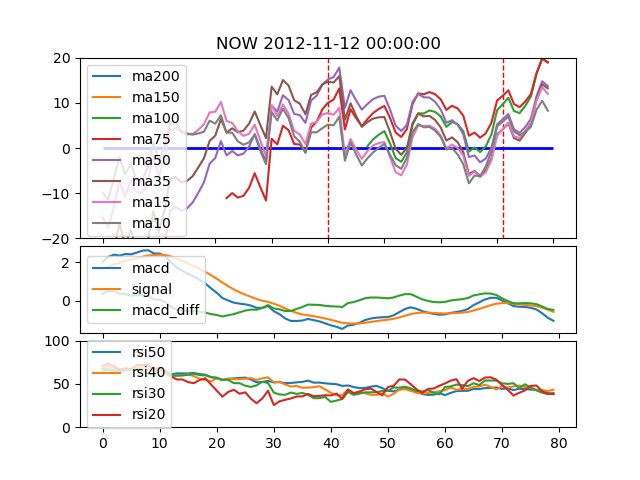 NOW 2012-11-12 00:00:00
20
10
0
−10
−20
ma200
ma150
ma100
ma75
ma50
ma35
ma15
ma10
2
0
macd
signal
macd_diff
100
50
0
rsi50
rsi40
rsi30
rsi20
0 10 20 30 40 50 60 70 80